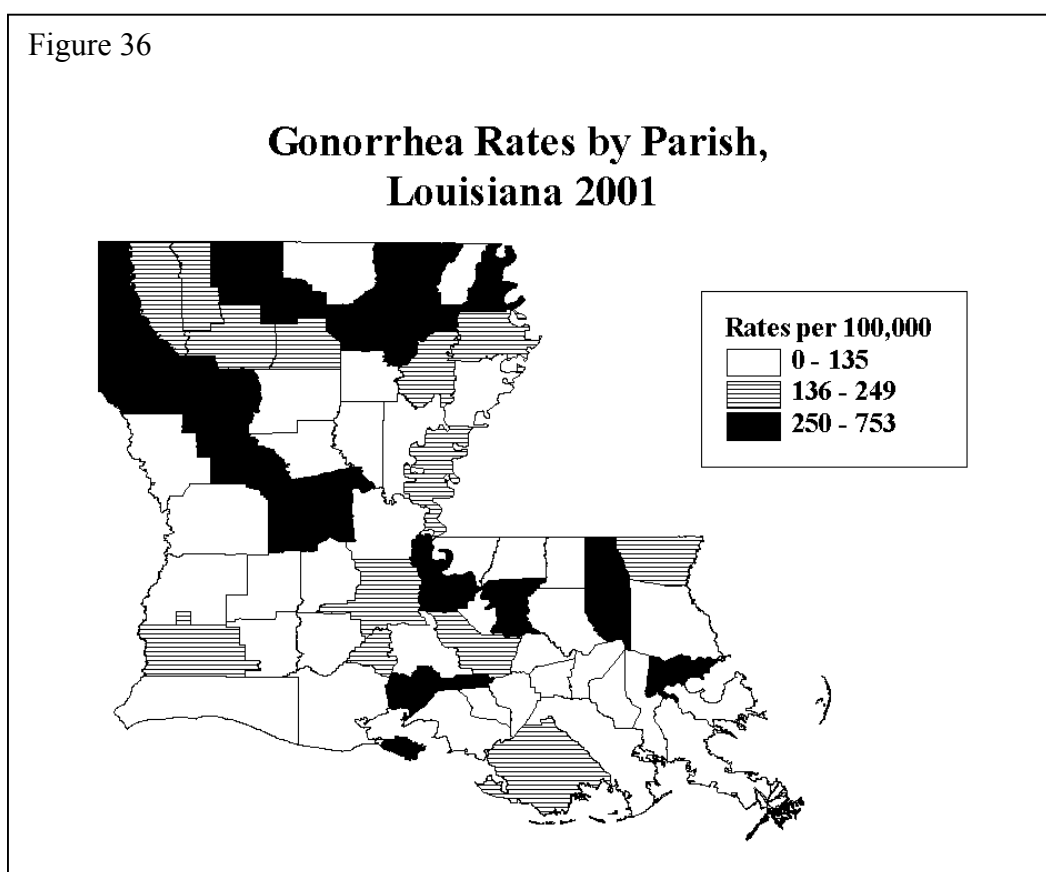 Figure 36
Gonorrhea Rates by Parish,
Louisiana 2001
Rates per 100,000
0 - 135
136 - 249
250 - 753